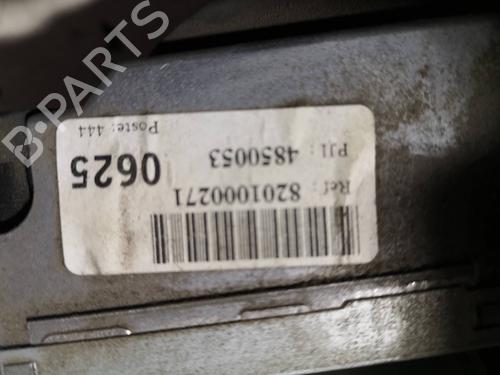 Ref : 8201000271
PJI : 4850053
0625
Poste: 444
B-PARTS